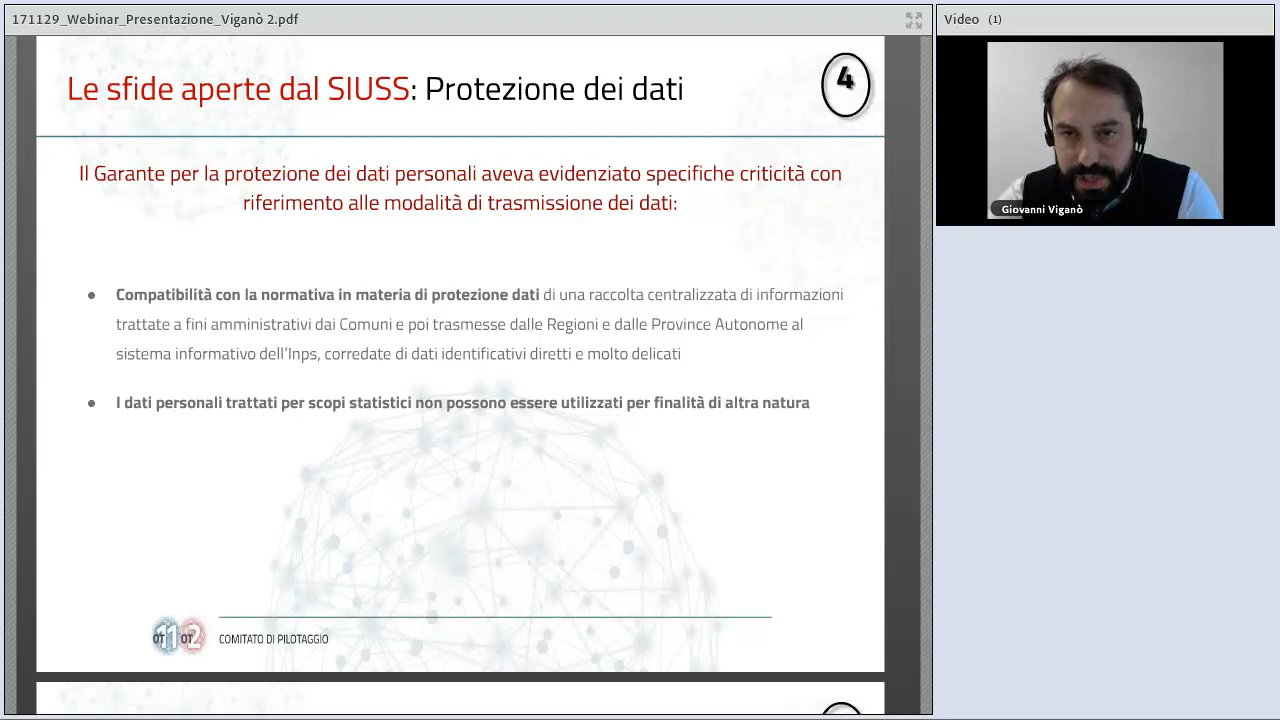 171129_Webinar_Presentazione_Viganò 2.pdf
Video (1)
Le sfide aperte dal SIUSS: Protezione dei dati
4
Il Garante per la protezione dei dati personali aveva evidenziato specifiche criticità con
riferimento alle modalità di trasmissione dei dati:
Giovanni Viganò
● Compatibilità con la normativa in materia di protezione dati di una raccolta centralizzata di informazioni
trattate a fini amministrativi dai Comuni e poi trasmesse dalle Regioni e dalle Province Autonome al
sistema informativo dell'Inps, corredate di dati identificativi diretti e molto delicati
● I dati personali trattati per scopi statistici non possono essere utilizzati per finalità di altra natura
OT11 OT2
COMITATO DI PILOTAGGIO